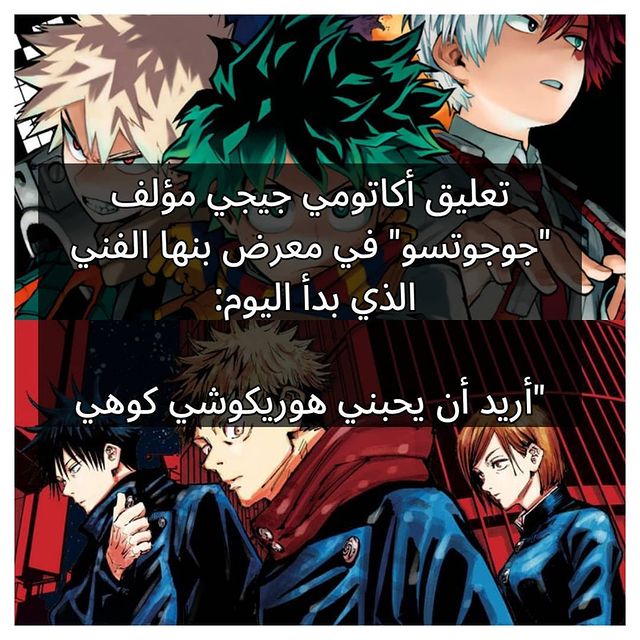 تعليق أكاتومي جيجي مؤلف
"جوجوتسو" في معرض بنها الفني
الذي بدأ اليوم:
"أريد أن يحبني هوريكوشي كوهي